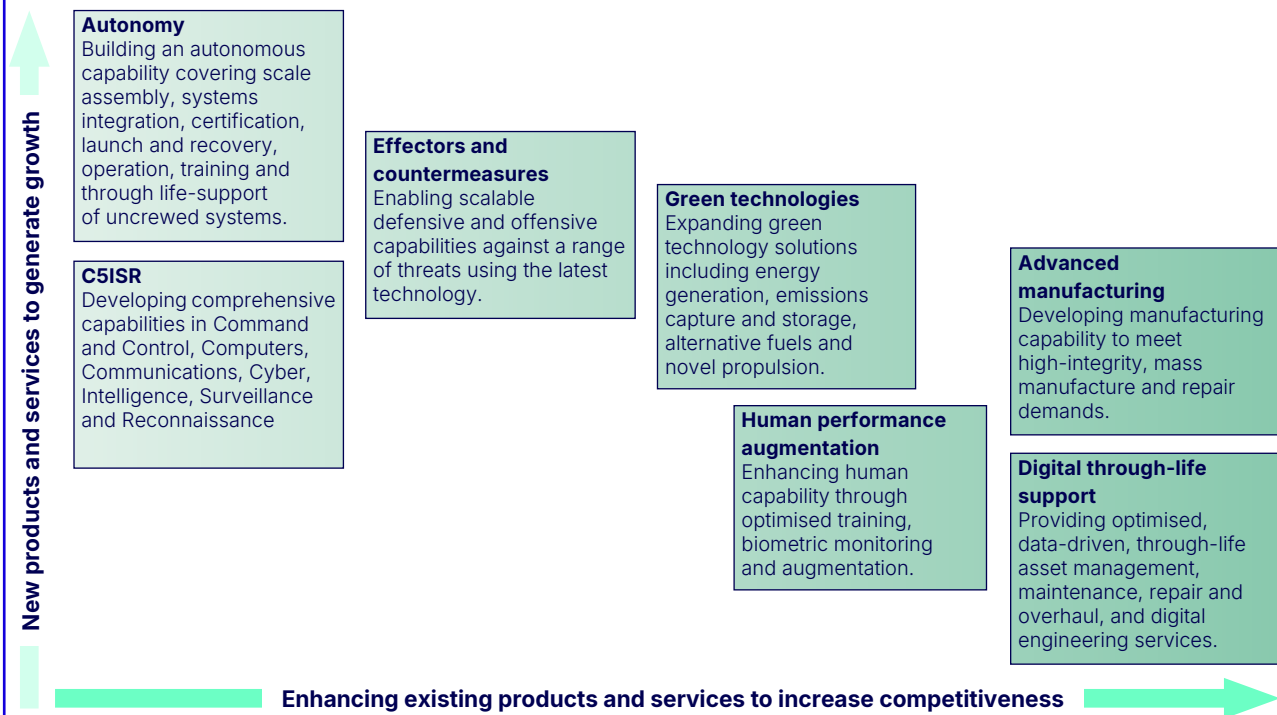 New products and services to generate growth
Autonomy
Building an autonomous
capability covering scale
assembly, systems
integration, certification,
launch and recovery,
operation, training and
through life-support
of uncrewed systems.
C5ISR
Developing comprehensive
capabilities in Command
and Control, Computers,
Communications, Cyber,
Intelligence, Surveillance
and Reconnaissance
Effectors and
countermeasures
Enabling scalable
defensive and offensive
capabilities against a range
of threats using the latest
technology.
Green technologies
Expanding green
technology solutions
including energy
generation, emissions
capture and storage,
alternative fuels and
novel propulsion.
Human performance
augmentation
Enhancing human
capability through
optimised training,
biometric monitoring
and augmentation.
Advanced
manufacturing
Developing manufacturing
capability to meet
high-integrity, mass
manufacture and repair
demands.
Digital through-life
support
Providing optimised,
data-driven, through-life
asset management,
maintenance, repair and
overhaul, and digital
engineering services.
Enhancing existing products and services to increase competitiveness